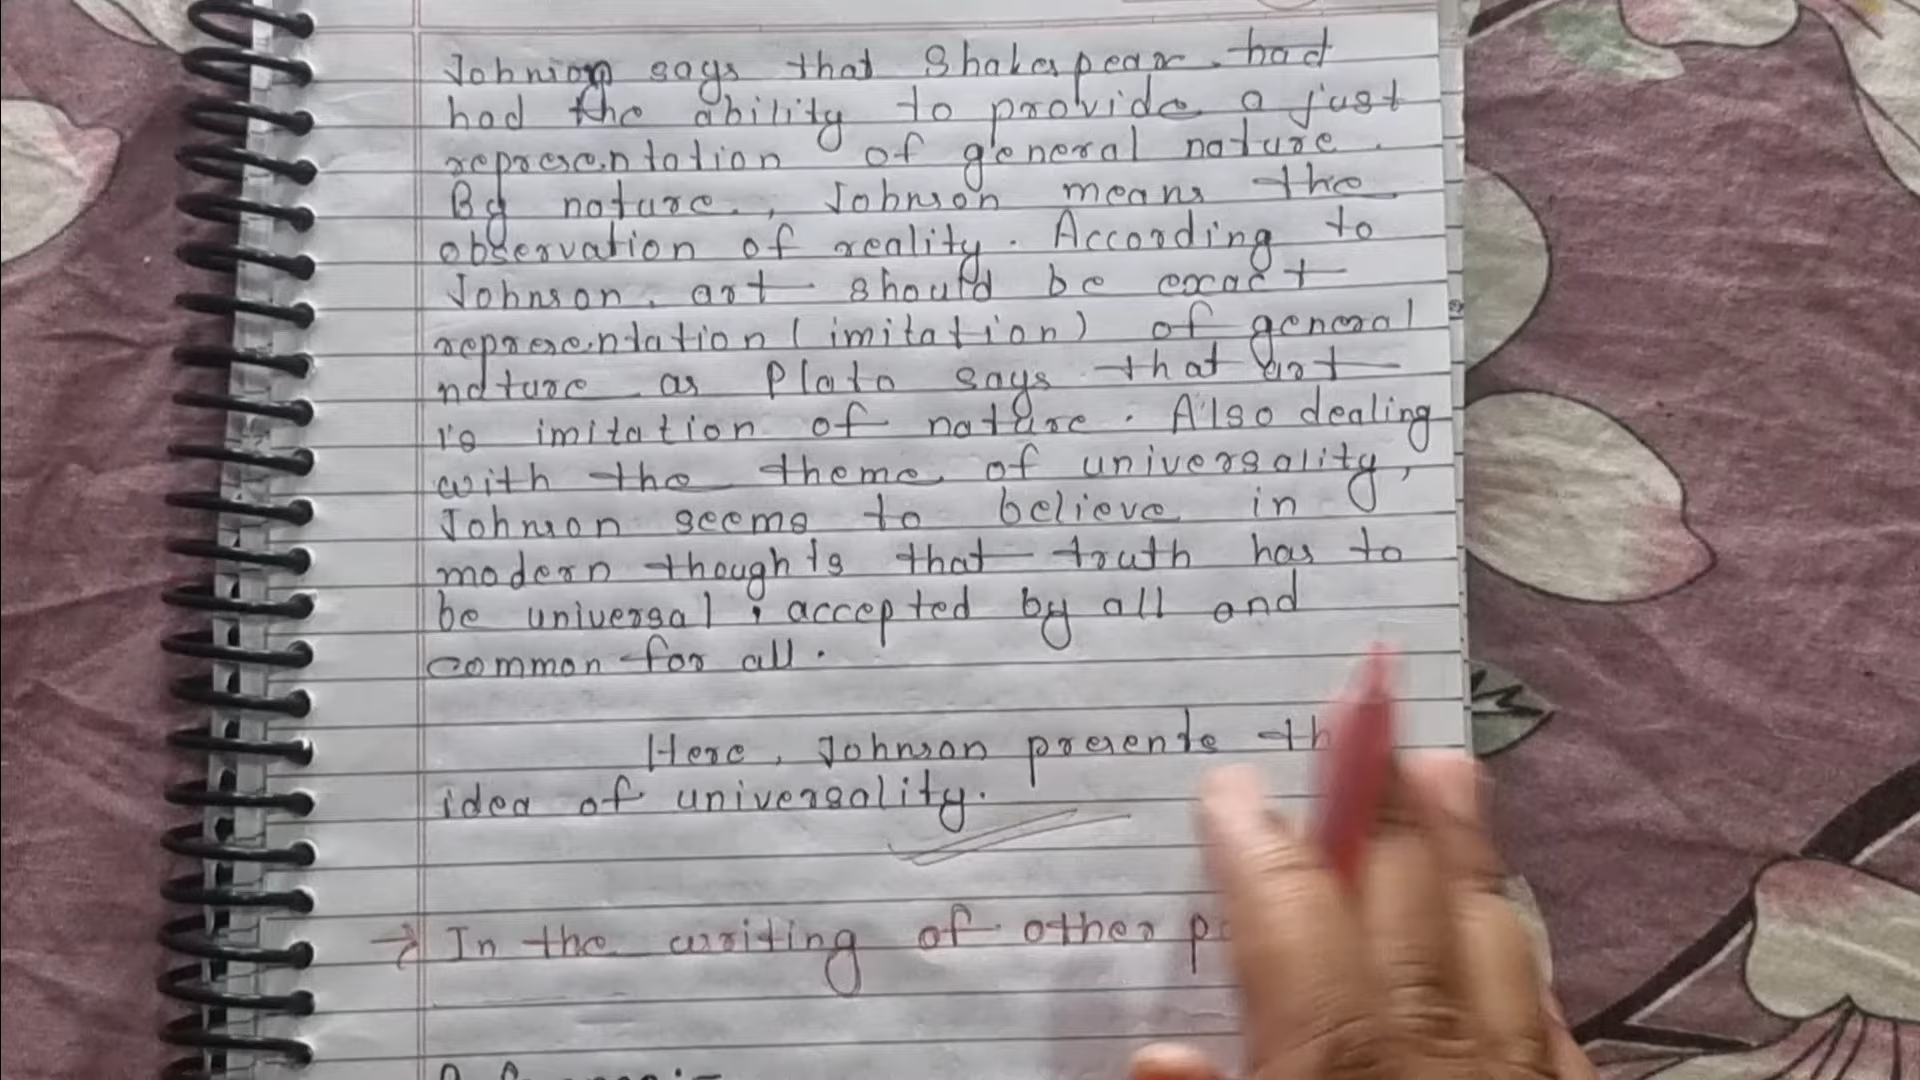 Johnson says that Shakespear had
had the ability to provide a just
representation of general nature.
By nature, Johnson means the
observation of reality. According to
Johnson, art should be exact
representation (imitation) of general
nature as Plato says that art
is imitation of nature. Also dealing
with the theme of universality,
Johnson seems to believe in
modern thoughts that truth has to
be universal, accepted by all and
common for all.
Here, Johnson presents
idea of universality.
→ In the writing of other